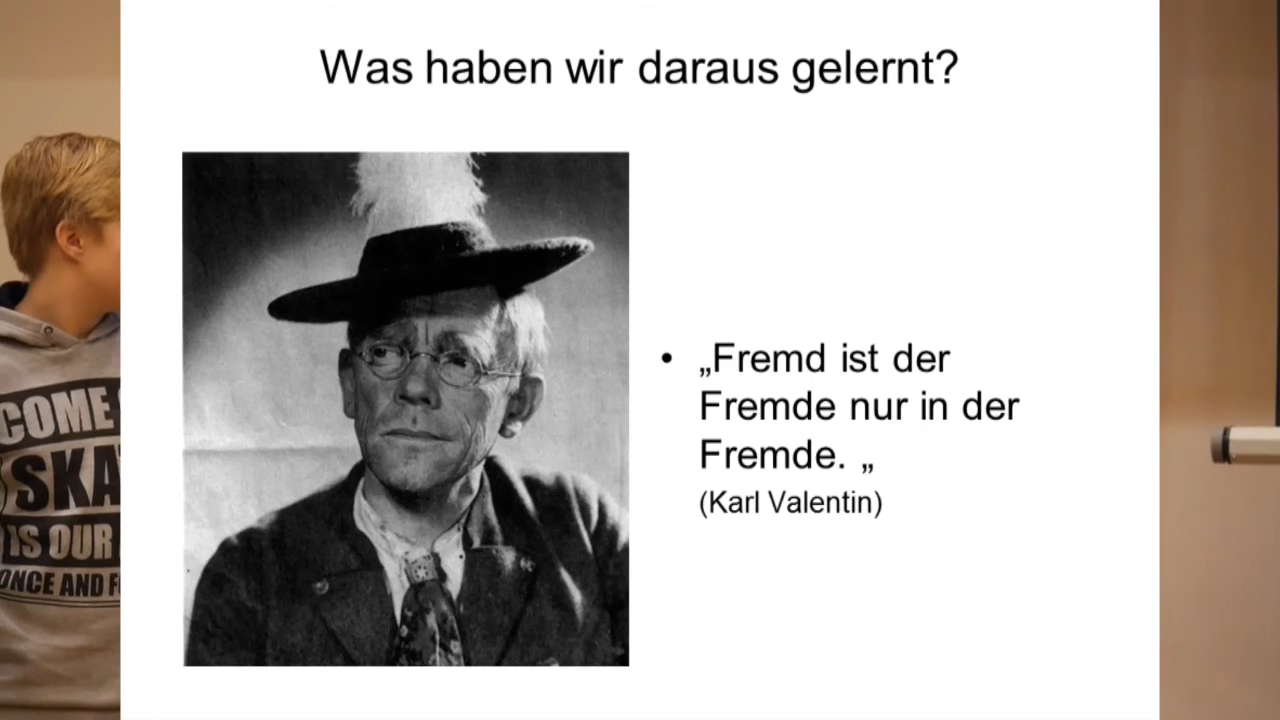 Was haben wir daraus gelernt?
• „Fremd ist der
Fremde nur in der
Fremde. „
(Karl Valentin)
COME
SKA
IS OUR
ONCE AND